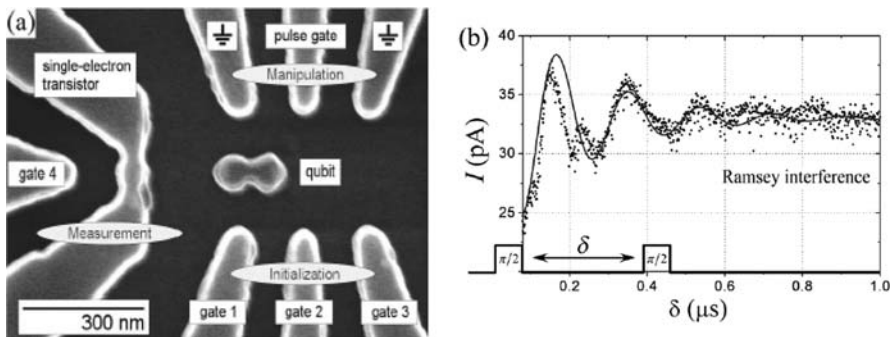 (a)
single-electron
transistor
pulse gate
Manipulation
gate 4
qubit
Measurement
Initialization
300 nm
gate 1
gate 2
gate 3
(b)
40
35
30
25
I (pA)
Ramsey interference
π/2
δ
π/2
0.2
0.4
0.6
0.8
1.0
δ (μs)